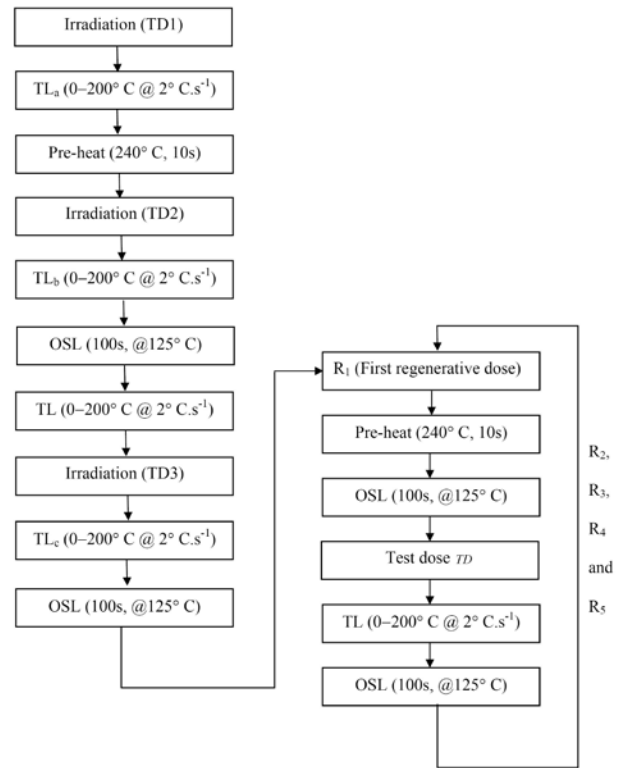 Irradiation (TD1)
TLₐ (0–200° C @ 2° C.s⁻¹)
Pre-heat (240° C, 10s)
Irradiation (TD2)
TL_b (0–200° C @ 2° C.s⁻¹)
OSL (100s, @125° C)
TL (0–200° C @ 2° C.s⁻¹)
Irradiation (TD3)
TL_c (0–200° C @ 2° C.s⁻¹)
OSL (100s, @125° C)
R₁ (First regenerative dose)
Pre-heat (240° C, 10s)
OSL (100s, @125° C)
Test dose TD
TL (0–200° C @ 2° C.s⁻¹)
OSL (100s, @125° C)
R₂,
R₃,
R₄
and
R₅